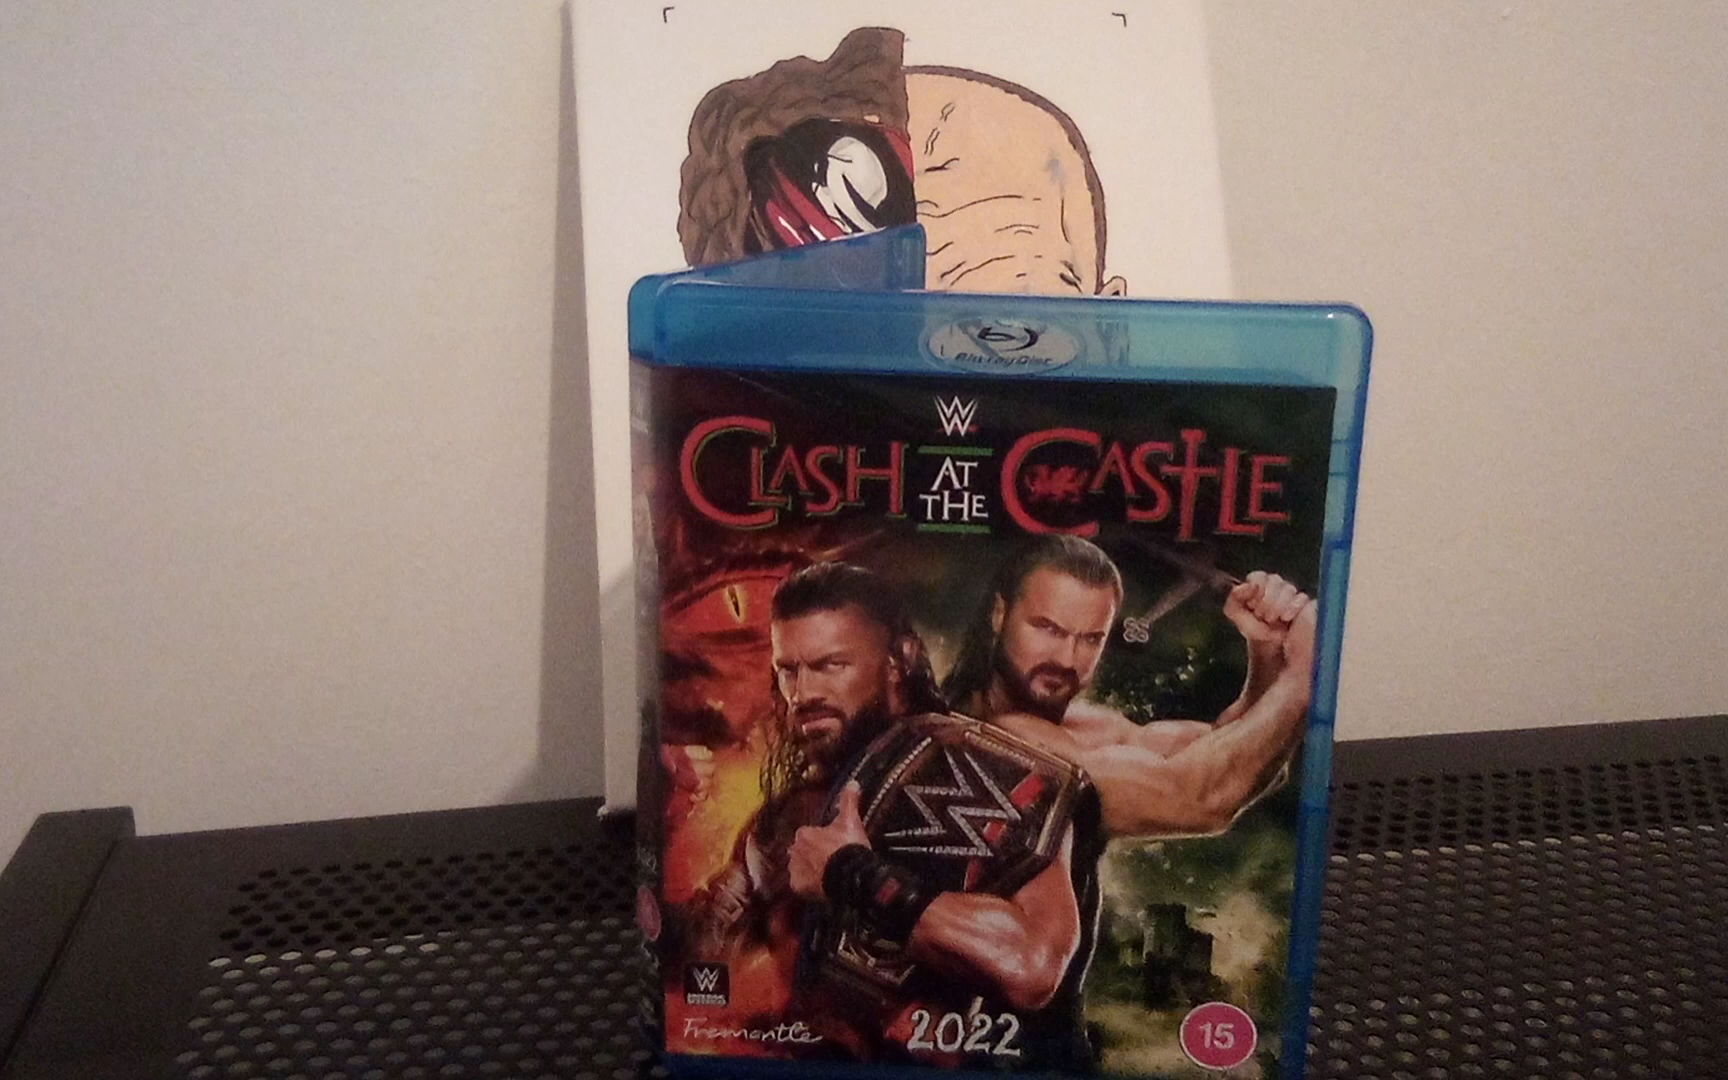 Blu-ray Disc
W
CLASH AT THE CASTLE
W
Fremantle
2022
15